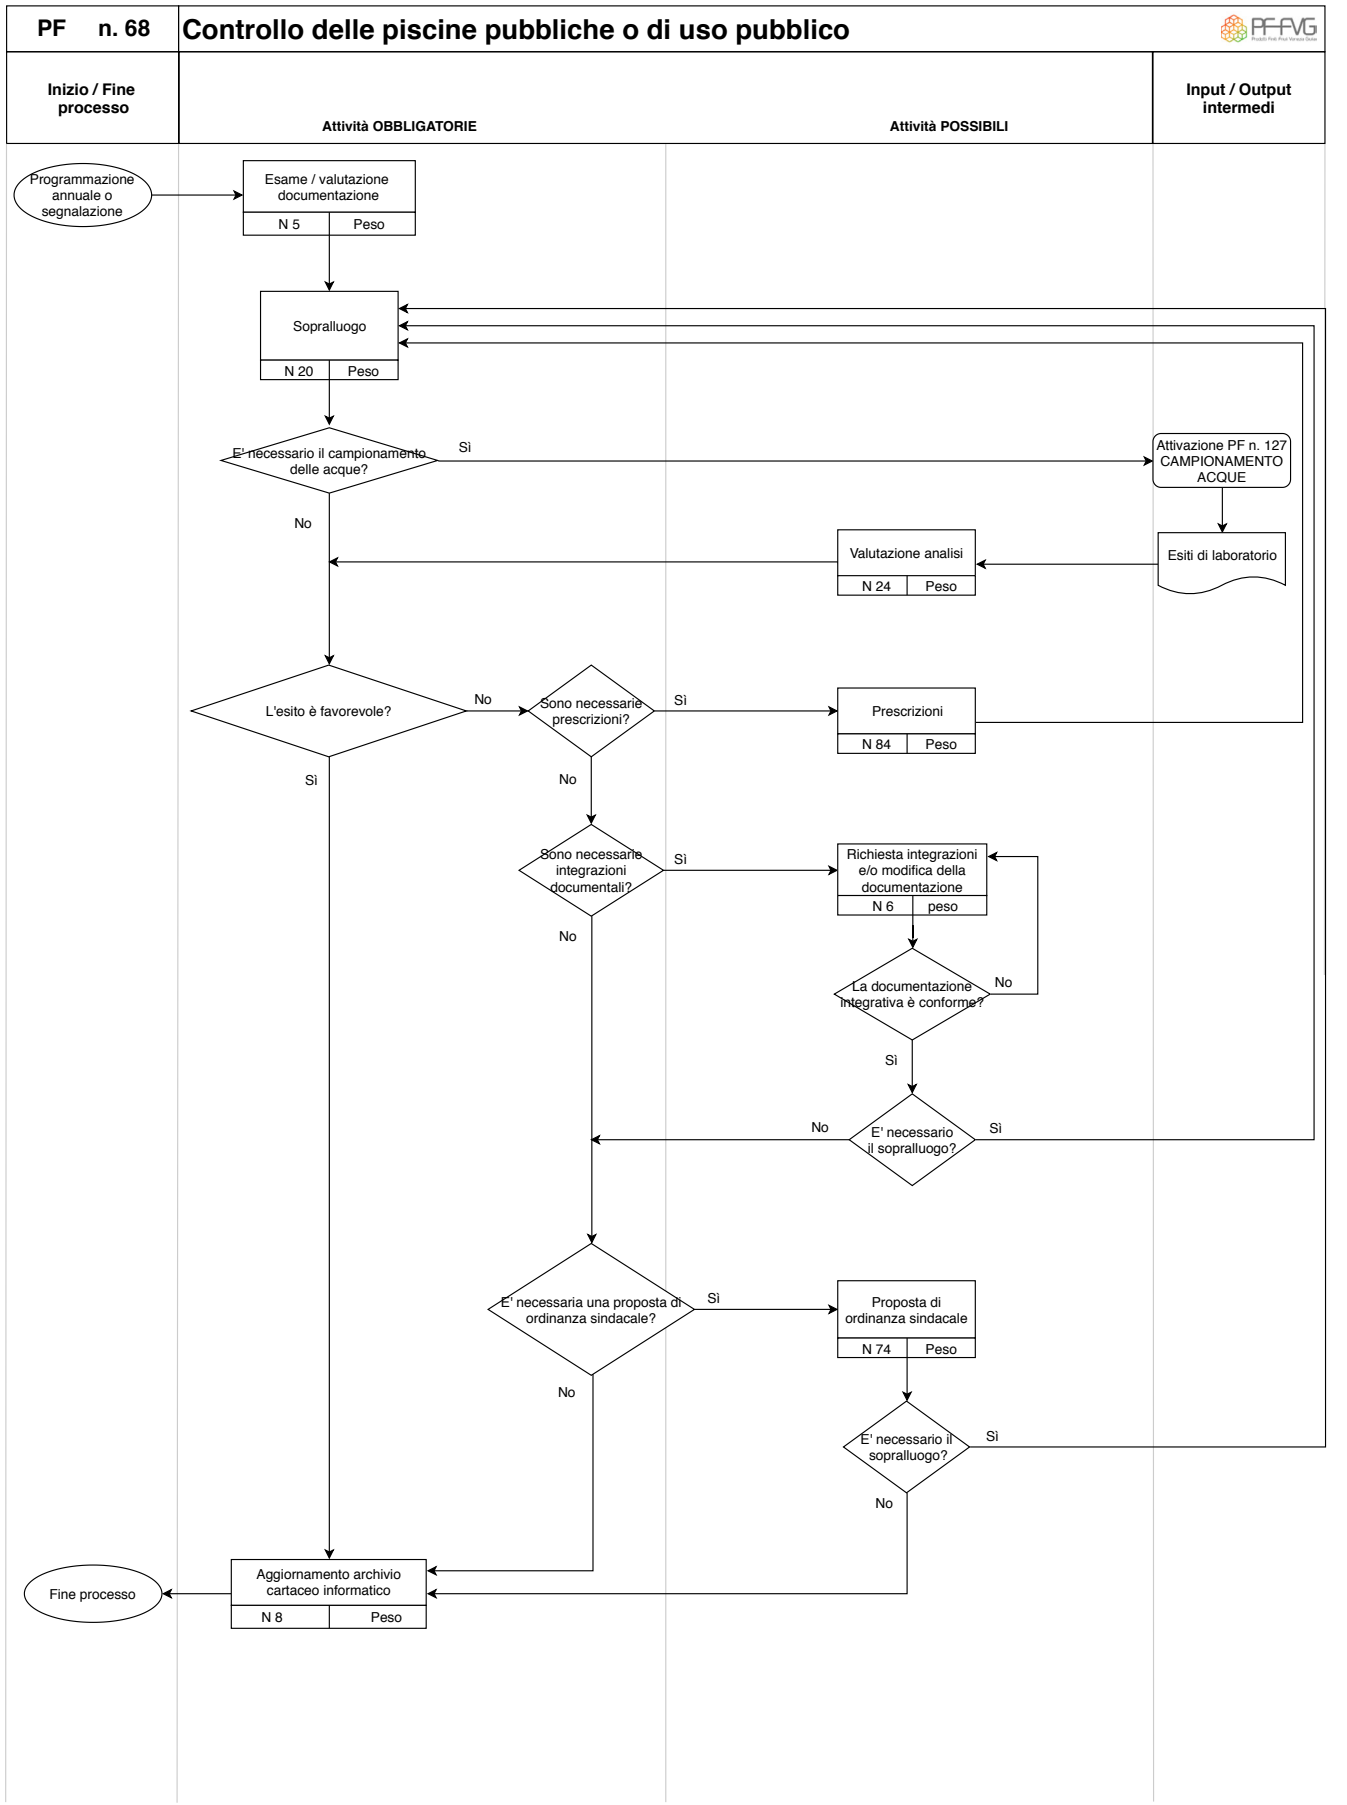 PF n. 68
Controllo delle piscine pubbliche o di uso pubblico
PF-FVG
Inizio / Fine
processo
Attività OBBLIGATORIE
Attività POSSIBILI
Input / Output
intermedi
Programmazione
annuale o
segnalazione
Esame / valutazione
documentazione
N 5 Peso
Sopralluogo
N 20 Peso
E' necessario il campionamento
delle acque?
Sì
No
Attivazione PF n. 127
CAMPIONAMENTO
ACQUE
Valutazione analisi
N 24 Peso
Esiti di laboratorio
L'esito è favorevole?
No
Sì
Sono necessarie
prescrizioni?
Sì
No
Prescrizioni
N 84 Peso
Sono necessarie
integrazioni
documentali?
Sì
No
Richiesta integrazioni
e/o modifica della
documentazione
N 6 peso
La documentazione
integrativa è conforme?
No
Sì
E' necessario
il sopralluogo?
No
Sì
E' necessaria una proposta di
ordinanza sindacale?
Sì
No
Proposta di
ordinanza sindacale
N 74 Peso
E' necessario il
sopralluogo?
Sì
No
Aggiornamento archivio
cartaceo informatico
N 8 Peso
Fine processo